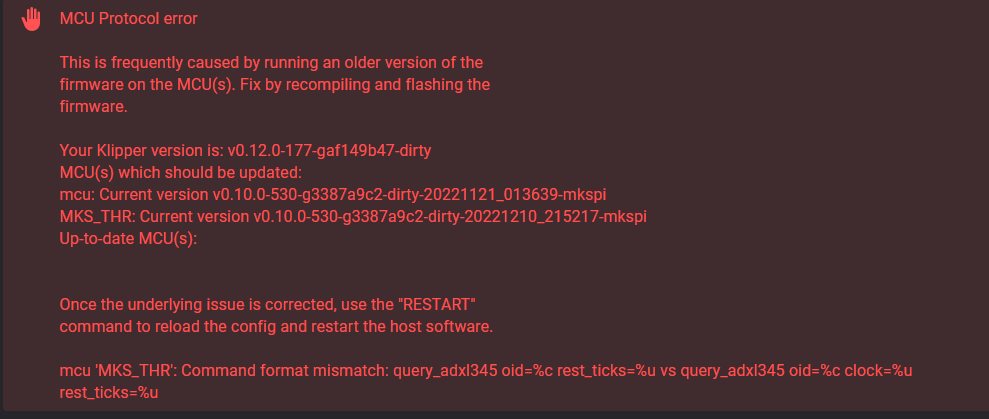 MCU Protocol error
This is frequently caused by running an older version of the
firmware on the MCU(s). Fix by recompiling and flashing the
firmware.
Your Klipper version is: v0.12.0-177-gaf149b47-dirty
MCU(s) which should be updated:
mcu: Current version v0.10.0-530-g3387a9c2-dirty-20221121_013639-mkspi
MKS_THR: Current version v0.10.0-530-g3387a9c2-dirty-20221210_215217-mkspi
Up-to-date MCU(s):
Once the underlying issue is corrected, use the "RESTART"
command to reload the config and restart the host software.
mcu 'MKS_THR': Command format mismatch: query_adxl345 oid=%c rest_ticks=%u vs query_adxl345 oid=%c clock=%u
rest_ticks=%u